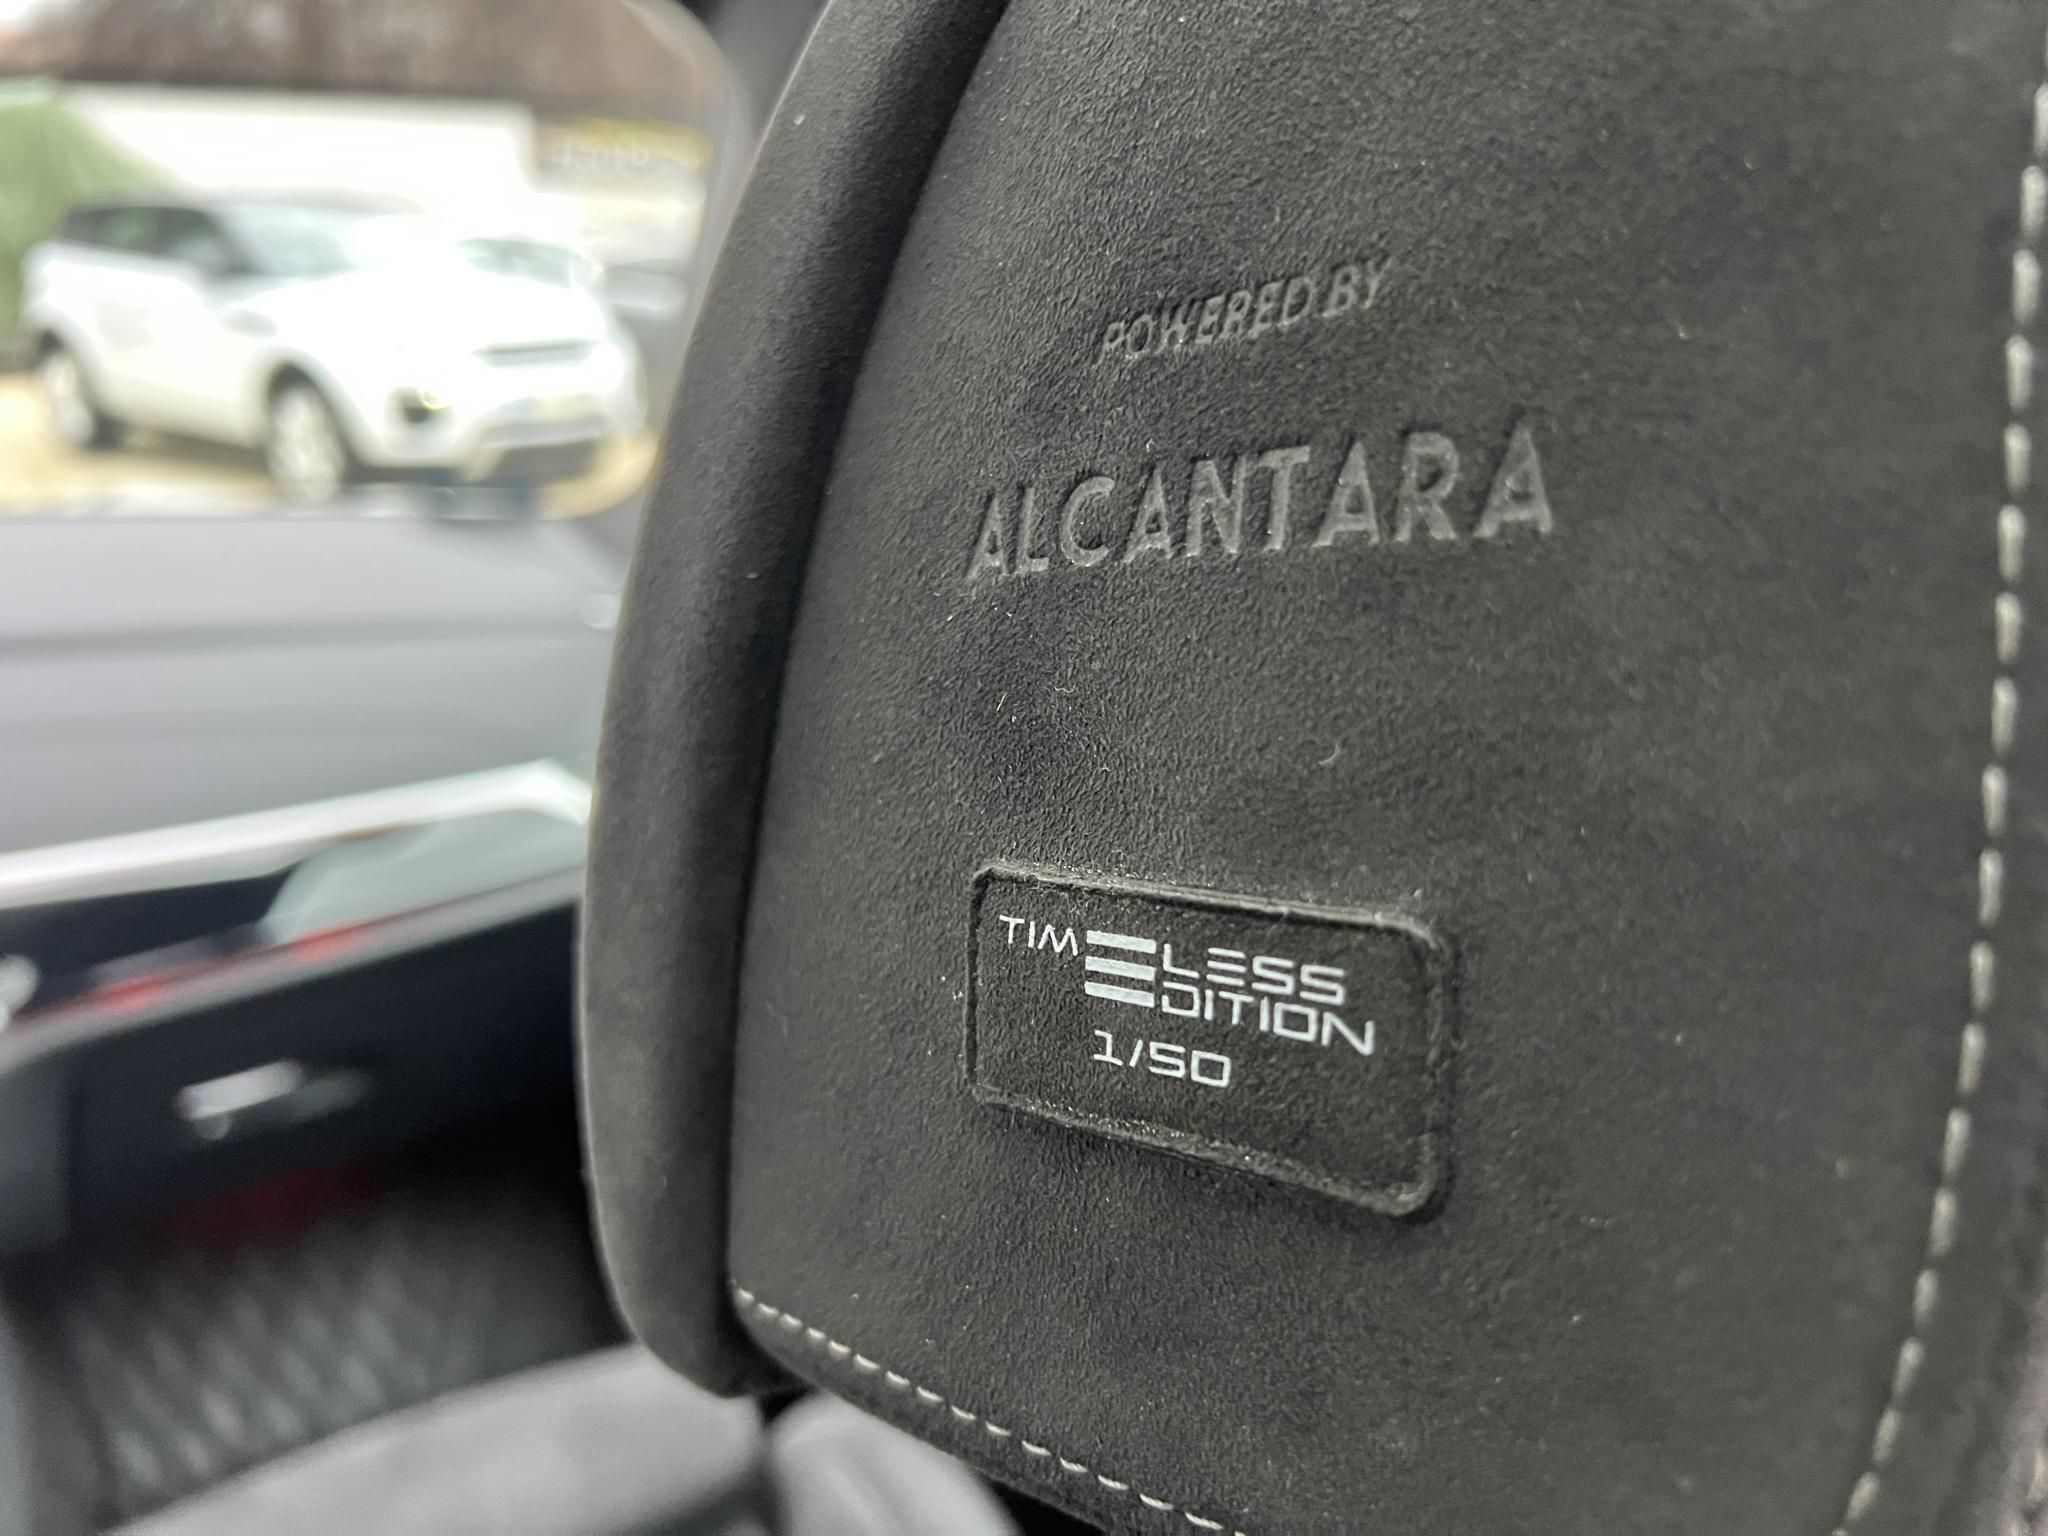 POWERED BY
ALCANTARA
TIMELESS
EDITION
1/50